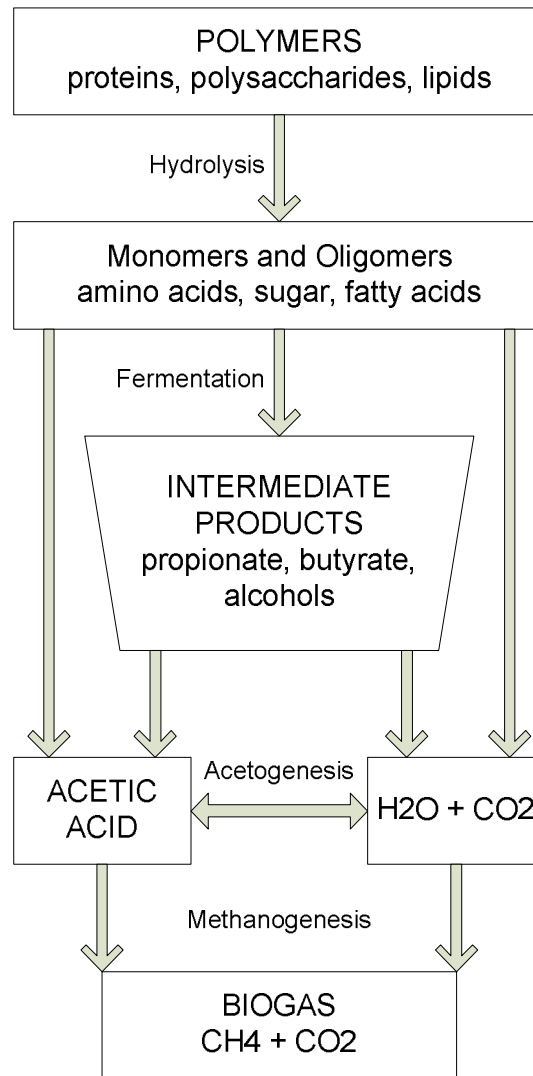 POLYMERS
proteins, polysaccharides, lipids
Hydrolysis
Monomers and Oligomers
amino acids, sugar, fatty acids
Fermentation
INTERMEDIATE
PRODUCTS
propionate, butyrate,
alcohols
Acetogenesis
ACETIC
ACID
H2O + CO2
Methanogenesis
BIOGAS
CH4 + CO2